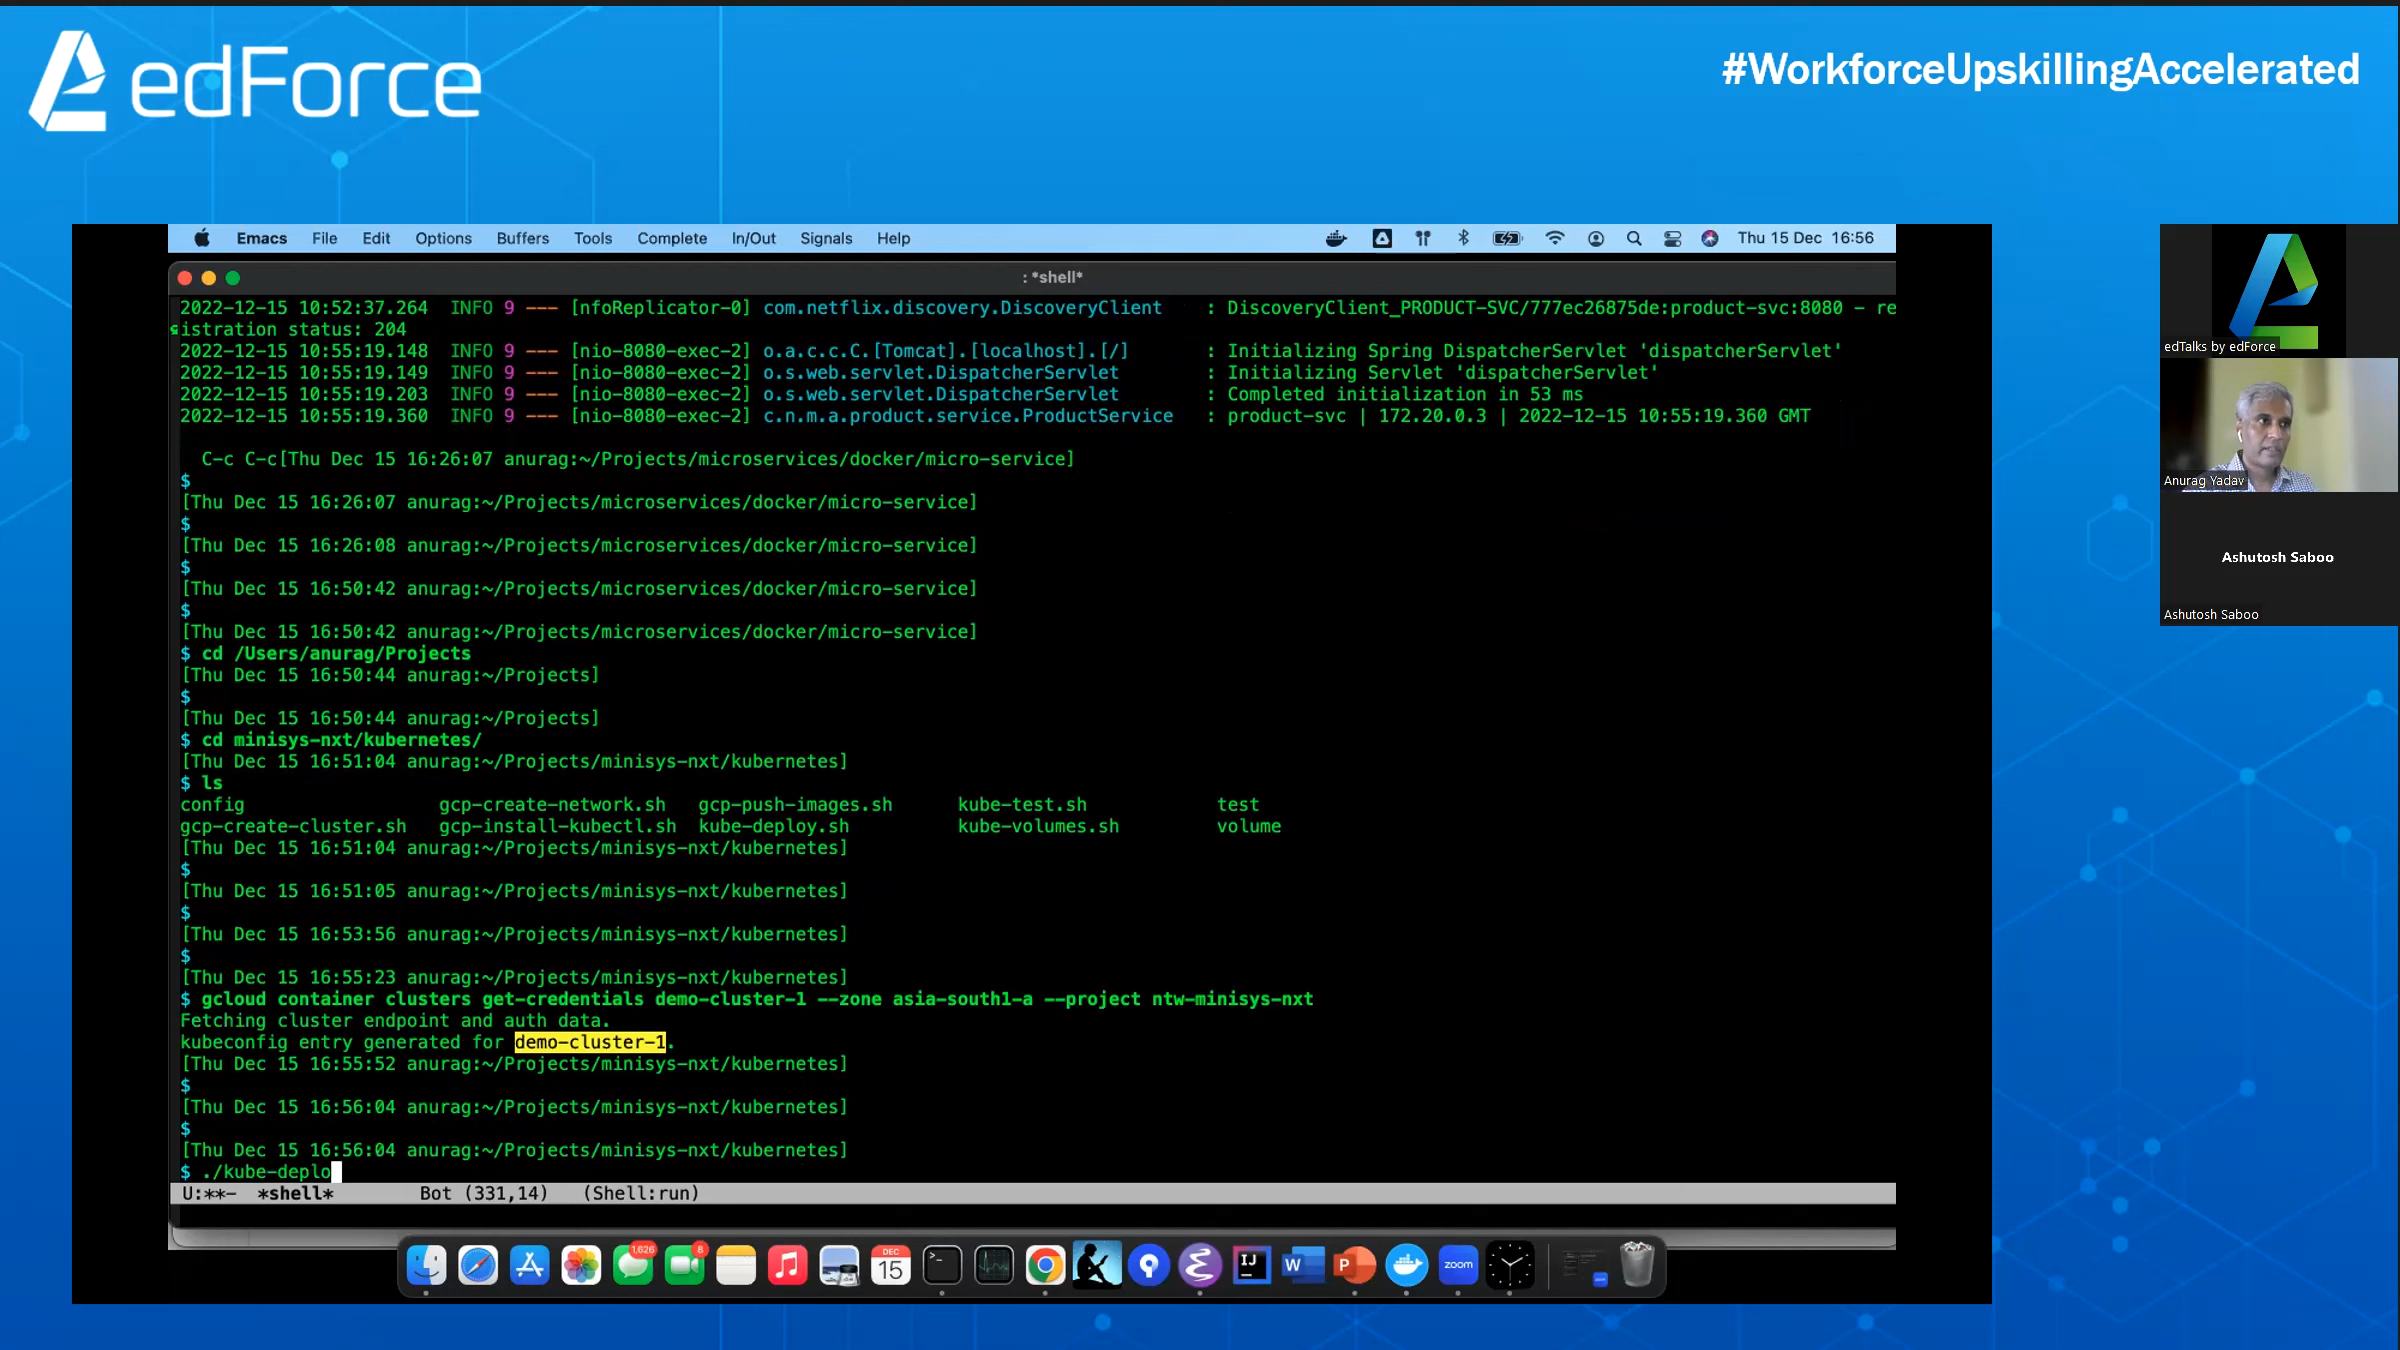 edForce
#WorkforceUpskillingAccelerated
Emacs File Edit Options Buffers Tools Complete In/Out Signals Help Thu 15 Dec 16:56
: *shell*
2022-12-15 10:52:37.264 INFO 9 --- [nfoReplicator-0] com.netflix.discovery.DiscoveryClient : DiscoveryClient_PRODUCT-SVC/777ec26875de:product-svc:8080 - re
istration status: 204
2022-12-15 10:55:19.148 INFO 9 --- [nio-8080-exec-2] o.a.c.c.C.[Tomcat].[localhost].[/] : Initializing Spring DispatcherServlet 'dispatcherServlet'
2022-12-15 10:55:19.149 INFO 9 --- [nio-8080-exec-2] o.s.web.servlet.DispatcherServlet : Initializing Servlet 'dispatcherServlet'
2022-12-15 10:55:19.203 INFO 9 --- [nio-8080-exec-2] o.s.web.servlet.DispatcherServlet : Completed initialization in 53 ms
2022-12-15 10:55:19.360 INFO 9 --- [nio-8080-exec-2] c.n.m.a.product.service.ProductService : product-svc | 172.20.0.3 | 2022-12-15 10:55:19.360 GMT
C-c C-c[Thu Dec 15 16:26:07 anurag:~/Projects/microservices/docker/micro-service]
$
[Thu Dec 15 16:26:07 anurag:~/Projects/microservices/docker/micro-service]
$
[Thu Dec 15 16:26:08 anurag:~/Projects/microservices/docker/micro-service]
$
[Thu Dec 15 16:50:42 anurag:~/Projects/microservices/docker/micro-service]
$
[Thu Dec 15 16:50:42 anurag:~/Projects/microservices/docker/micro-service]
$ cd /Users/anurag/Projects
[Thu Dec 15 16:50:44 anurag:~/Projects]
$
[Thu Dec 15 16:50:44 anurag:~/Projects]
$ cd minisys-nxt/kubernetes/
[Thu Dec 15 16:51:04 anurag:~/Projects/minisys-nxt/kubernetes]
$ ls
config gcp-create-network.sh gcp-push-images.sh kube-test.sh test
gcp-create-cluster.sh gcp-install-kubectl.sh kube-deploy.sh kube-volumes.sh volume
[Thu Dec 15 16:51:04 anurag:~/Projects/minisys-nxt/kubernetes]
$
[Thu Dec 15 16:51:05 anurag:~/Projects/minisys-nxt/kubernetes]
$
[Thu Dec 15 16:53:56 anurag:~/Projects/minisys-nxt/kubernetes]
$
[Thu Dec 15 16:55:23 anurag:~/Projects/minisys-nxt/kubernetes]
$ gcloud container clusters get-credentials demo-cluster-1 --zone asia-south1-a --project ntw-minisys-nxt
Fetching cluster endpoint and auth data.
kubeconfig entry generated for demo-cluster-1.
[Thu Dec 15 16:55:52 anurag:~/Projects/minisys-nxt/kubernetes]
$
[Thu Dec 15 16:56:04 anurag:~/Projects/minisys-nxt/kubernetes]
$
[Thu Dec 15 16:56:04 anurag:~/Projects/minisys-nxt/kubernetes]
$ ./kube-deplo
U:**- *shell* Bot (331,14) (Shell:run)
1,626 8 DEC 15 IJ W P zoom
edTalks by edForce
Anurag Yadav
Ashutosh Saboo
Ashutosh Saboo